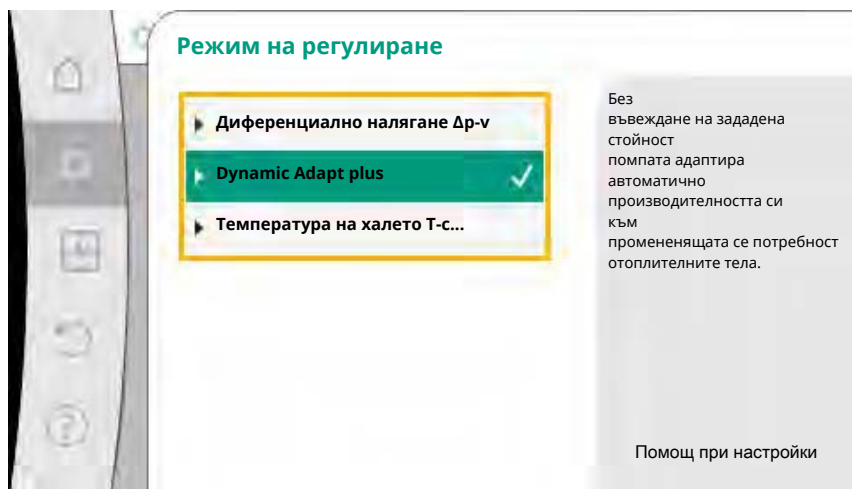 Режим на регулиране
Диференциално налягане Δp-v
Dynamic Adapt plus
Температура на халето T-c...
Без
въвеждане на зададена
стойност
помпата адаптира
автоматично
производителността си
към
промененящата се потребност
отоплителните тела.
Помощ при настройки